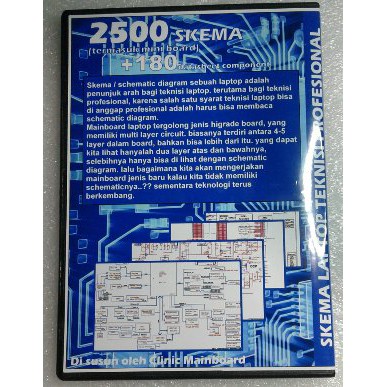 2500 SKEMA
(termasuk mini board)
+180 datasheet component
Skema / schematic diagram sebuah laptop adalah
penunjuk arah bagi teknisi laptop. terutama bagi teknisi
profesional, karena salah satu syarat teknisi laptop bisa
di anggap profesional adalah harus bisa membaca
schematic diagram.
Mainboard laptop tergolong jenis higrade board, yang
memiliki multi layer circuit. biasanya terdiri antara 4-5
layer dalam board, bahkan bisa lebih dari itu. yang dapat
kita lihat hanyalah dua layer atas dan bawahnya,
selebihnya hanya bisa di lihat dengan schematic
diagram. lalu bagaimana kita akan mengerjakan
mainboard jenis baru kalau kita tidak memiliki
schematicnya..?? sementara teknologi terus
berkembang.
SKEMA LAPTOP TEKNISI PROFESIONAL
Di susun oleh Clinic Mainboard